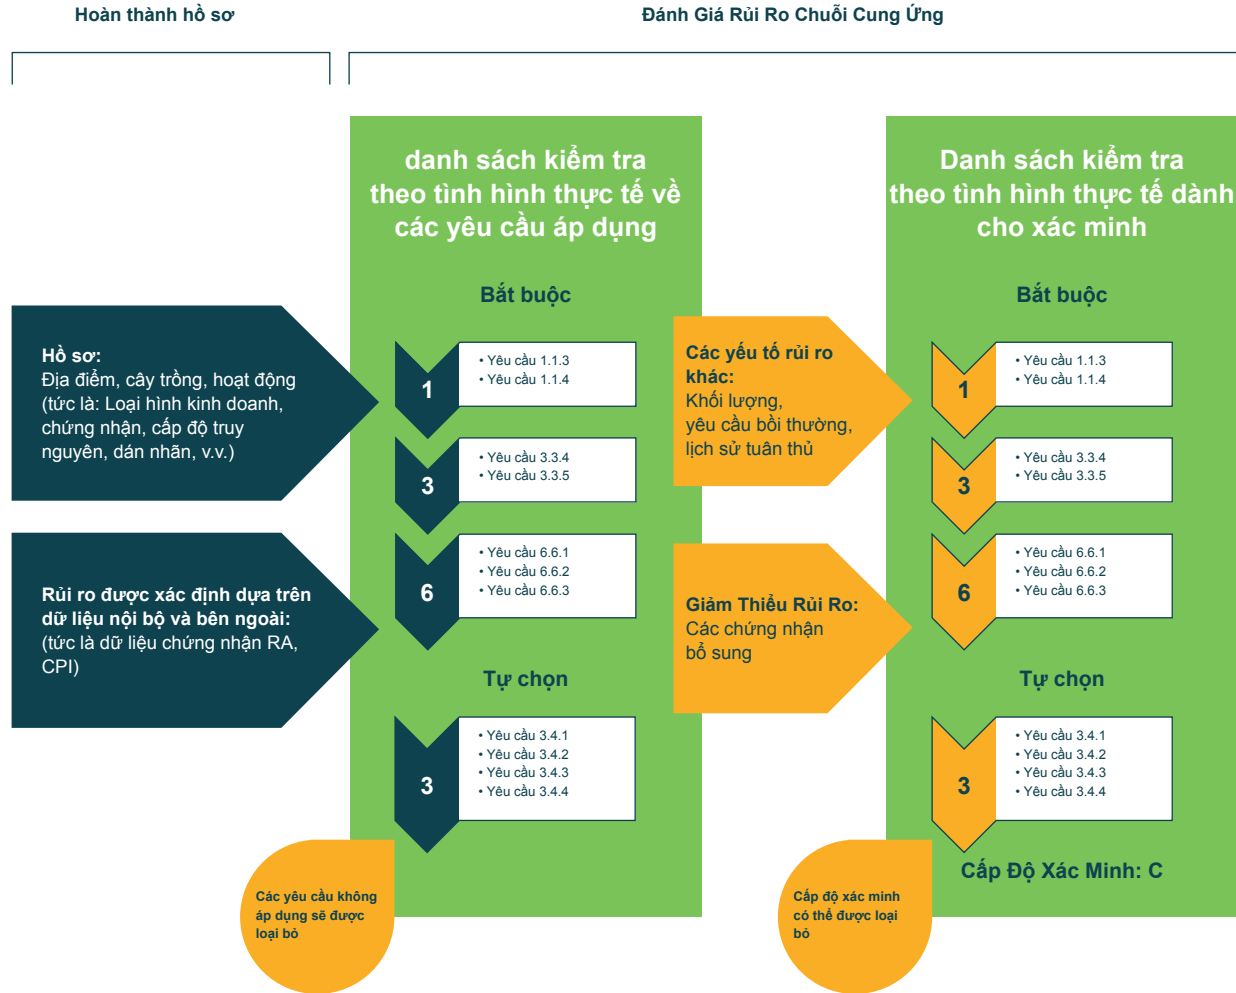 Hoàn thành hồ sơ
Đánh Giá Rủi Ro Chuỗi Cung Ứng
Hồ sơ:
Địa điểm, cây trồng, hoạt động
(tức là: Loại hình kinh doanh,
chứng nhận, cấp độ truy
nguyên, dán nhãn, v.v.)
Rủi ro được xác định dựa trên
dữ liệu nội bộ và bên ngoài:
(tức là dữ liệu chứng nhận RA,
CPI)
danh sách kiểm tra
theo tình hình thực tế về
các yêu cầu áp dụng
Bắt buộc
1
• Yêu cầu 1.1.3
• Yêu cầu 1.1.4
3
• Yêu cầu 3.3.4
• Yêu cầu 3.3.5
6
• Yêu cầu 6.6.1
• Yêu cầu 6.6.2
• Yêu cầu 6.6.3
Tự chọn
3
• Yêu cầu 3.4.1
• Yêu cầu 3.4.2
• Yêu cầu 3.4.3
• Yêu cầu 3.4.4
Các yêu cầu không
áp dụng sẽ được
loại bỏ
Các yếu tố rủi ro
khác:
Khối lượng,
yêu cầu bồi thường,
lịch sử tuân thủ
Giảm Thiểu Rủi Ro:
Các chứng nhận
bổ sung
Danh sách kiểm tra
theo tình hình thực tế dành
cho xác minh
Bắt buộc
1
• Yêu cầu 1.1.3
• Yêu cầu 1.1.4
3
• Yêu cầu 3.3.4
• Yêu cầu 3.3.5
6
• Yêu cầu 6.6.1
• Yêu cầu 6.6.2
• Yêu cầu 6.6.3
Tự chọn
3
• Yêu cầu 3.4.1
• Yêu cầu 3.4.2
• Yêu cầu 3.4.3
• Yêu cầu 3.4.4
Cấp Độ Xác Minh: C
Cấp độ xác minh
có thể được loại
bỏ